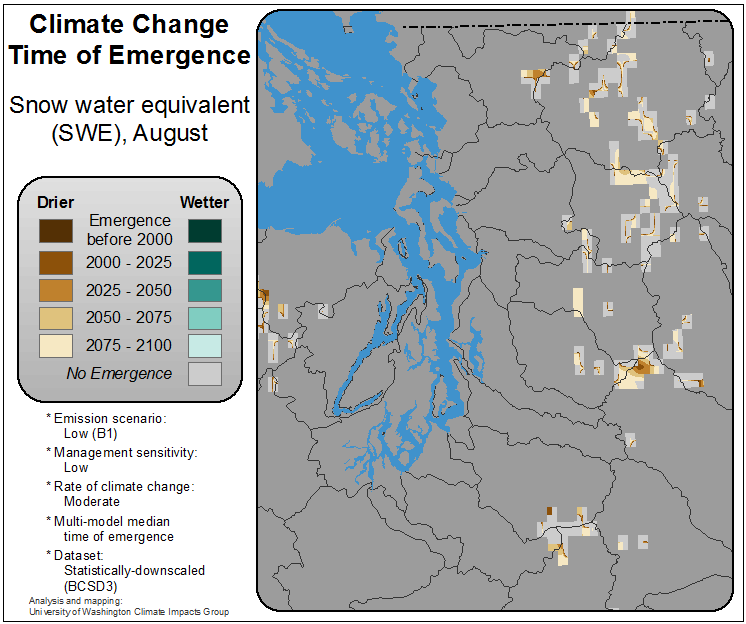 Climate Change
Time of Emergence
Snow water equivalent
(SWE), August
Drier Wetter
Emergence
before 2000
2000 - 2025
2025 - 2050
2050 - 2075
2075 - 2100
No Emergence
* Emission scenario:
Low (B1)
* Management sensitivity:
Low
* Rate of climate change:
Moderate
* Multi-model median
time of emergence
* Dataset:
Statistically-downscaled
(BCSD3)
Analysis and mapping:
University of Washington Climate Impacts Group